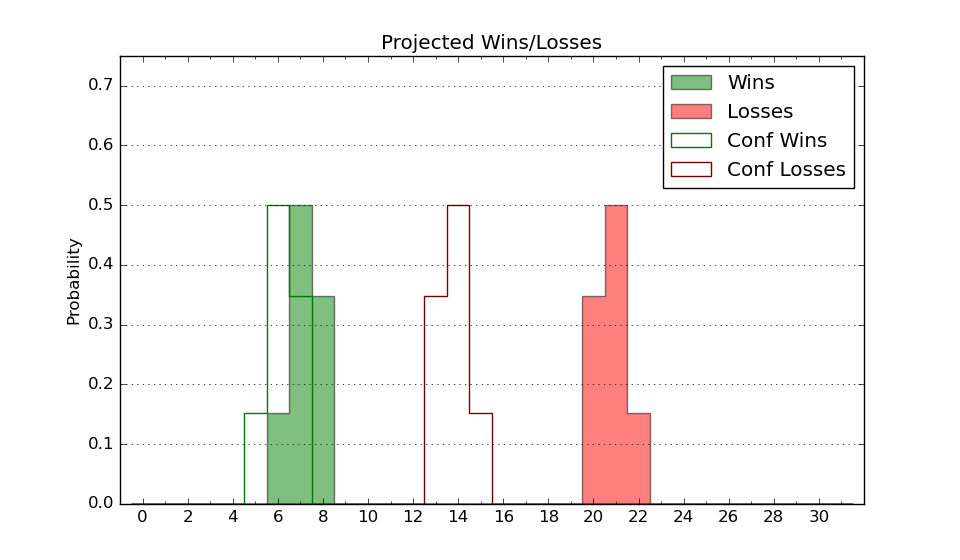 Projected Wins/Losses
Probability
0.7
0.6
0.5
0.4
0.3
0.2
0.1
0.0
0 2 4 6 8 10 12 14 16 18 20 22 24 26 28 30
Wins
Losses
Conf Wins
Conf Losses